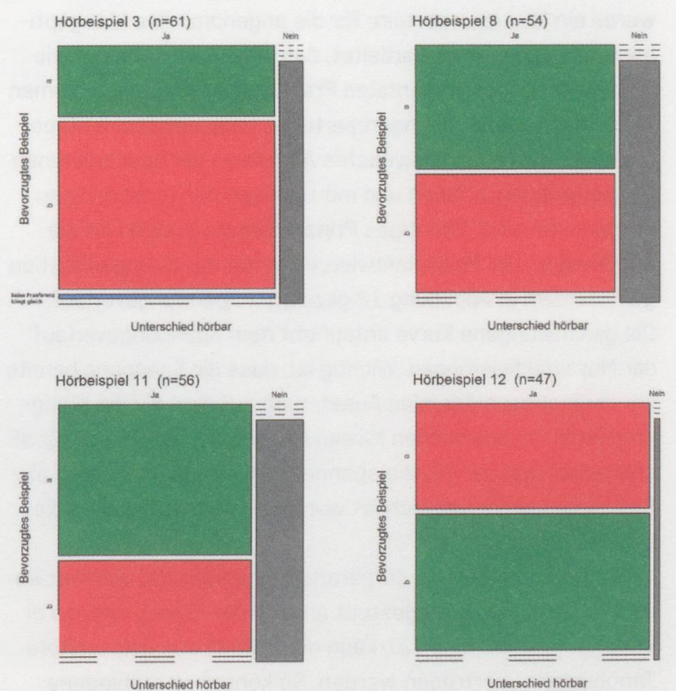 Hörbeispiel 3 (n=61)
Ja
Nein
Bevorzugtes Beispiel
a
b
keine Praeferenz
klingt gleich
Unterschied hörbar
Hörbeispiel 8 (n=54)
Ja
Nein
Bevorzugtes Beispiel
a
b
Unterschied hörbar
Hörbeispiel 11 (n=56)
Ja
Nein
Bevorzugtes Beispiel
a
b
Unterschied hörbar
Hörbeispiel 12 (n=47)
Ja
Nein
Bevorzugtes Beispiel
a
b
Unterschied hörbar